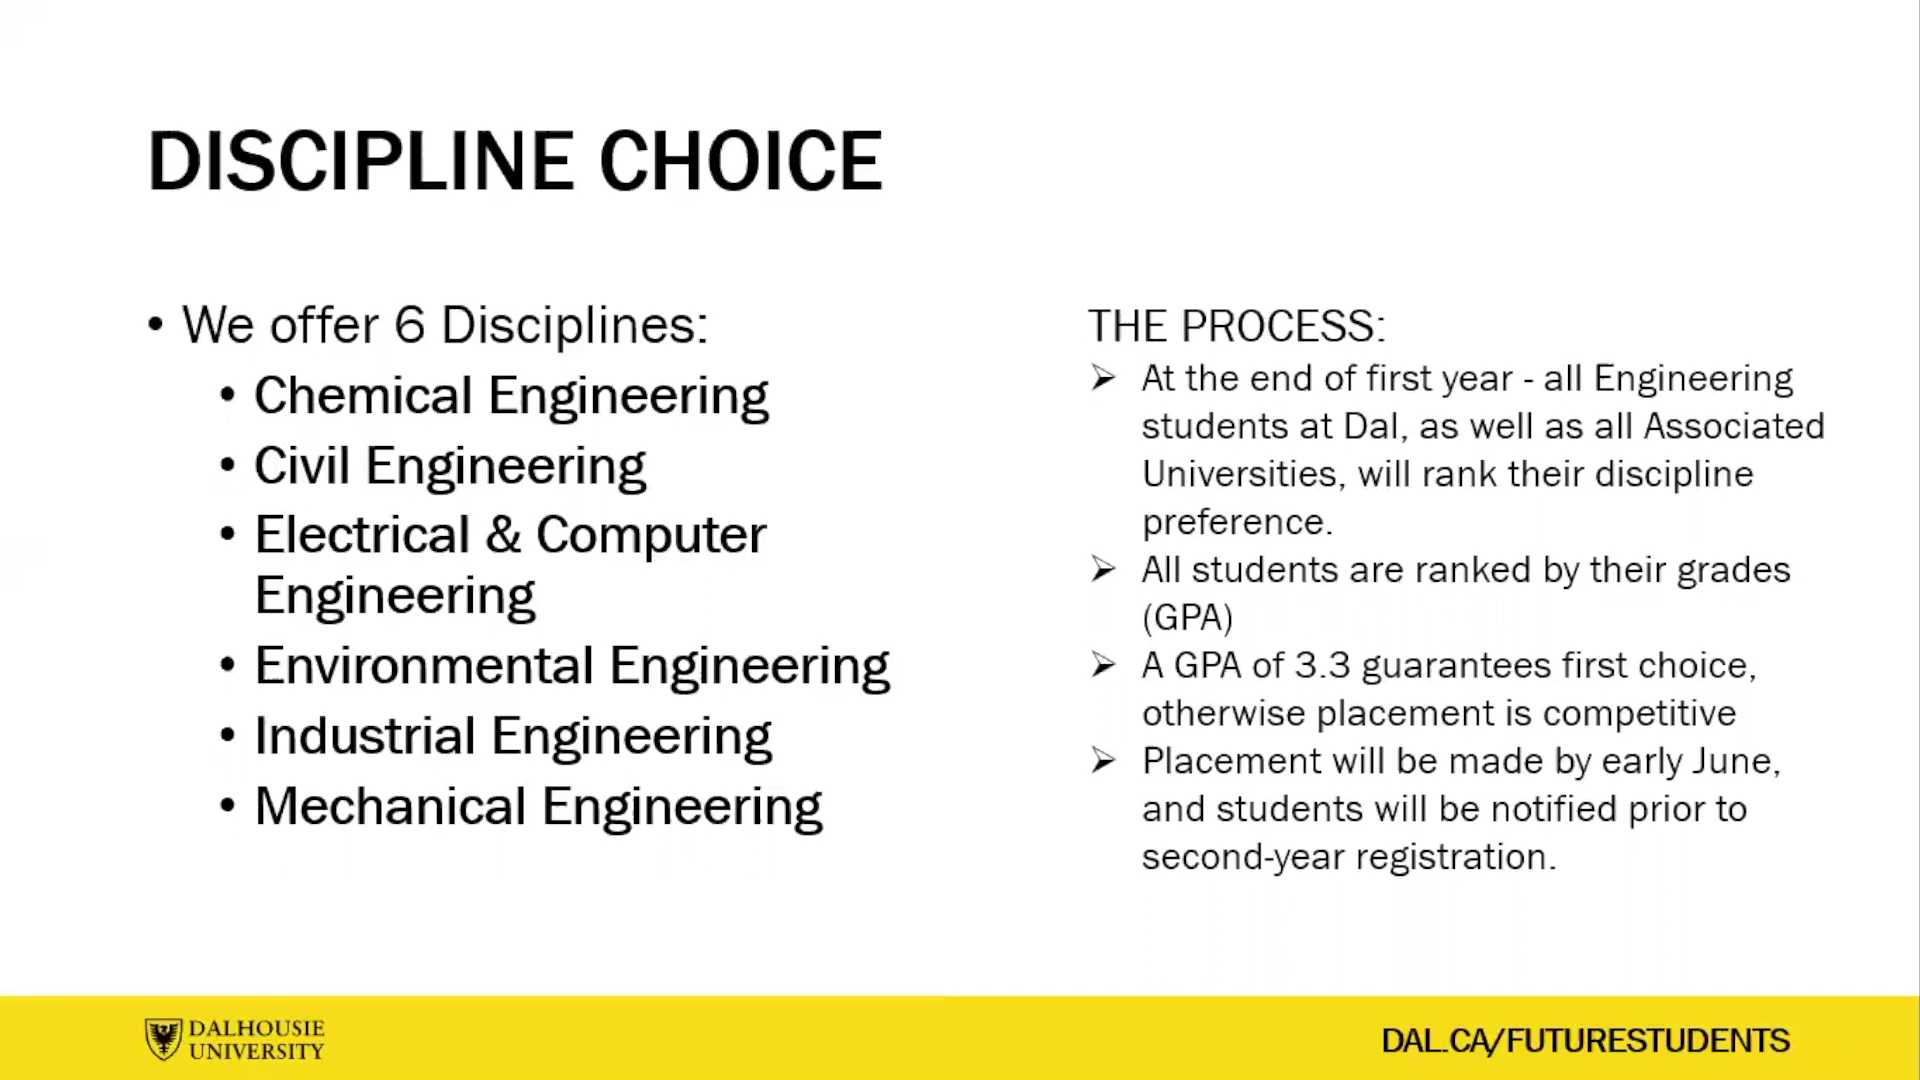 DISCIPLINE CHOICE
• We offer 6 Disciplines:
• Chemical Engineering
• Civil Engineering
• Electrical & Computer
Engineering
• Environmental Engineering
• Industrial Engineering
• Mechanical Engineering
THE PROCESS:
➢ At the end of first year - all Engineering
students at Dal, as well as all Associated
Universities, will rank their discipline
preference.
➢ All students are ranked by their grades
(GPA)
➢ A GPA of 3.3 guarantees first choice,
otherwise placement is competitive
➢ Placement will be made by early June,
and students will be notified prior to
second-year registration.
DALHOUSIE
UNIVERSITY
DAL.CA/FUTURESTUDENTS